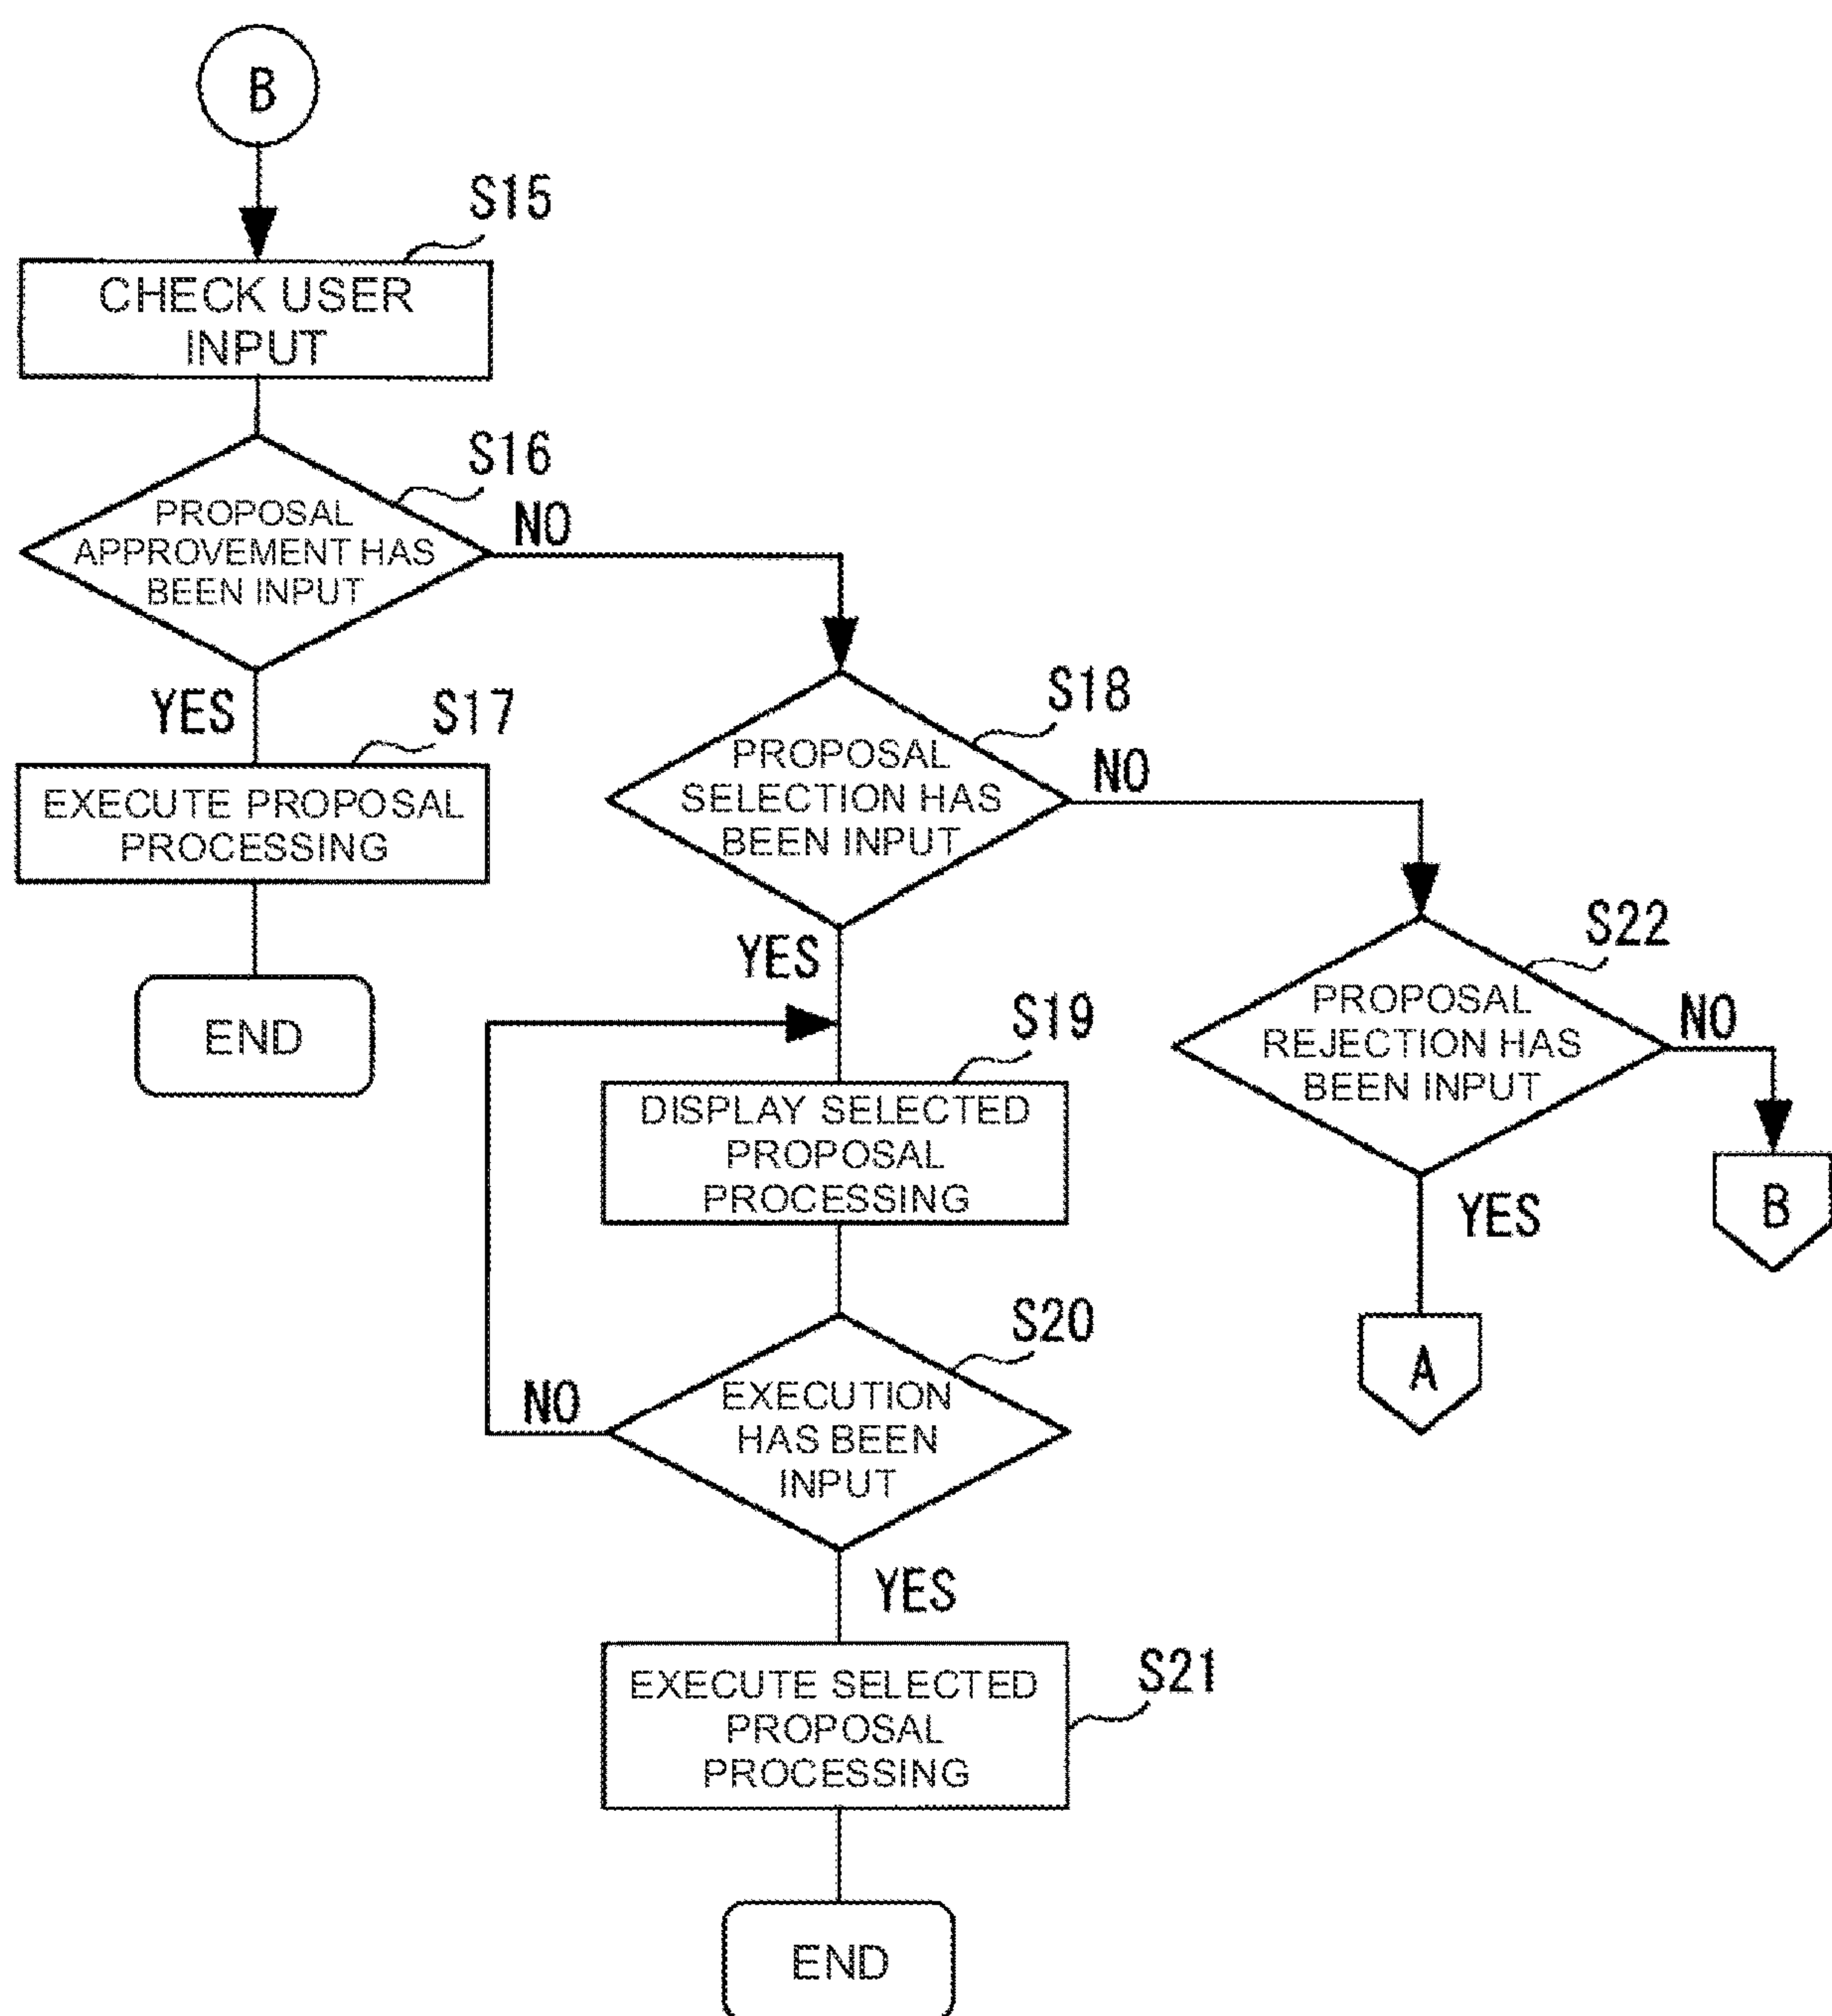 B
S15
CHECK USER
INPUT
S16
PROPOSAL
APPROVEMENT HAS
BEEN INPUT
NO
YES
S17
EXECUTE PROPOSAL
PROCESSING
END
S18
PROPOSAL
SELECTION HAS
BEEN INPUT
NO
YES
S19
DISPLAY SELECTED
PROPOSAL
PROCESSING
S20
EXECUTION
HAS BEEN
INPUT
NO
YES
S21
EXECUTE SELECTED
PROPOSAL
PROCESSING
END
S22
PROPOSAL
REJECTION HAS
BEEN INPUT
NO
B
YES
A